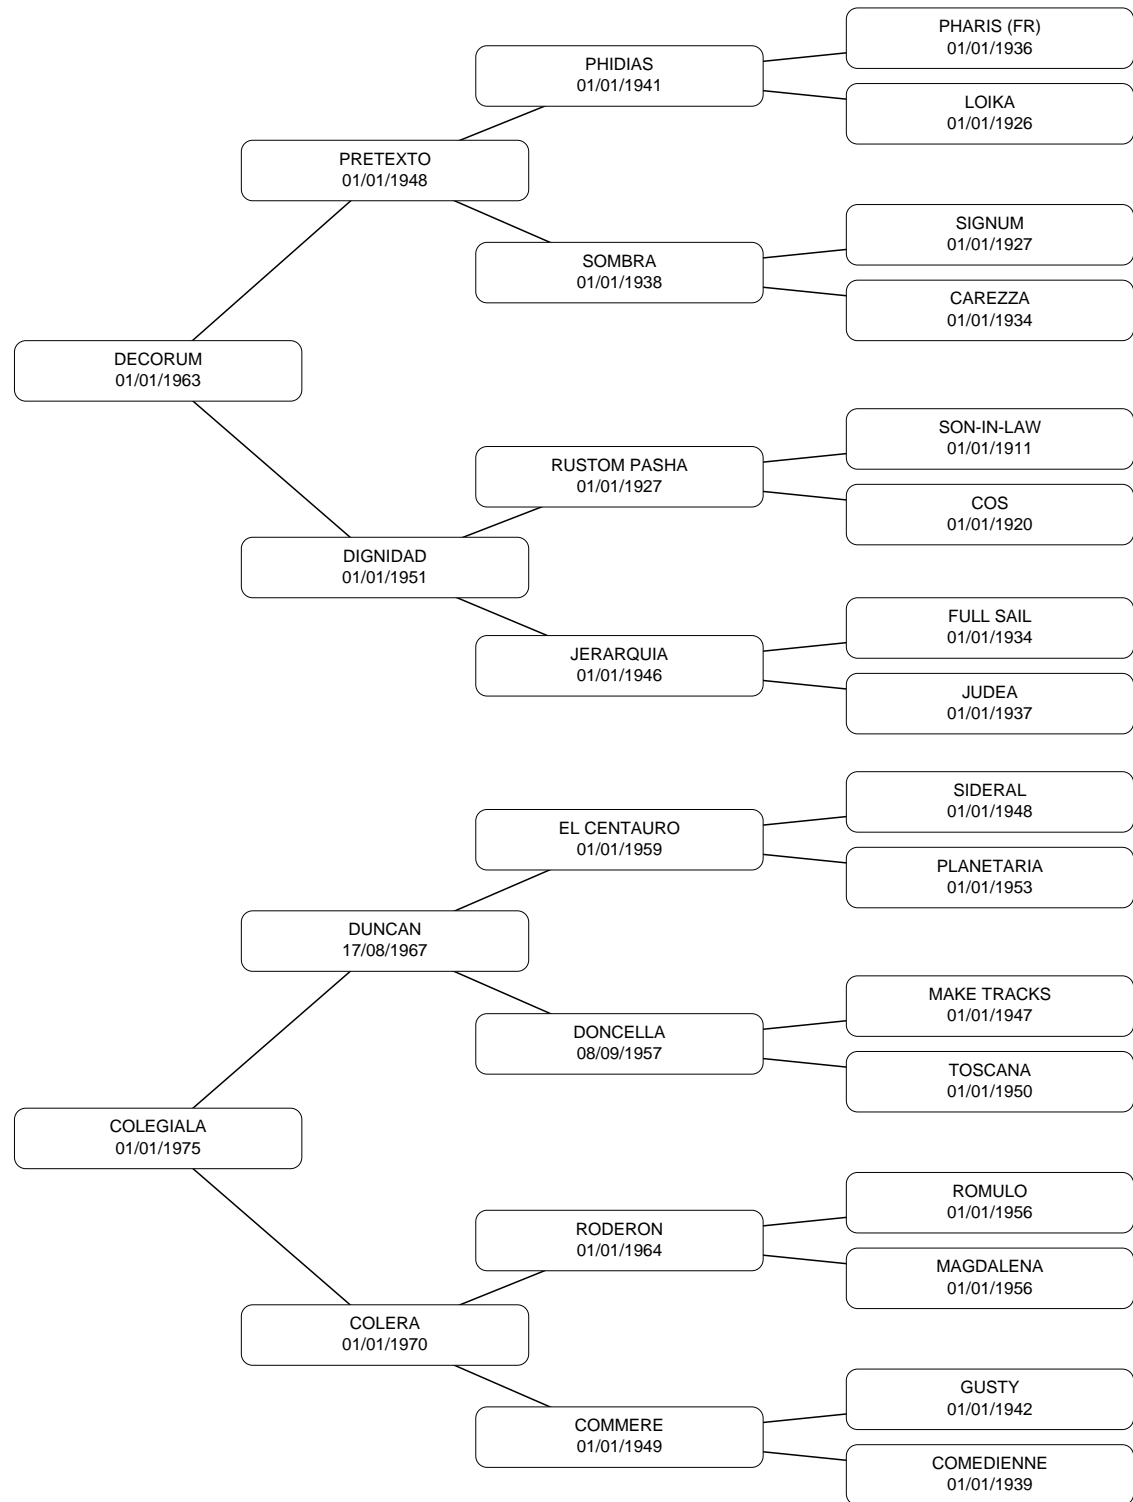 PHARIS (FR)
01/01/1936
PHIDIAS
01/01/1941
LOIKA
01/01/1926
PRETEXTO
01/01/1948
SIGNUM
01/01/1927
SOMBRA
01/01/1938
CAREZZA
01/01/1934
DECORUM
01/01/1963
SON-IN-LAW
01/01/1911
RUSTOM PASHA
01/01/1927
COS
01/01/1920
DIGNIDAD
01/01/1951
FULL SAIL
01/01/1934
JERARQUIA
01/01/1946
JUDEA
01/01/1937
SIDERAL
01/01/1948
EL CENTAURO
01/01/1959
PLANETARIA
01/01/1953
DUNCAN
17/08/1967
MAKE TRACKS
01/01/1947
DONCELLA
08/09/1957
TOSCANA
01/01/1950
COLEGIALA
01/01/1975
ROMULO
01/01/1956
RODERON
01/01/1964
MAGDALENA
01/01/1956
COLERA
01/01/1970
GUSTY
01/01/1942
COMMERE
01/01/1949
COMEDIENNE
01/01/1939